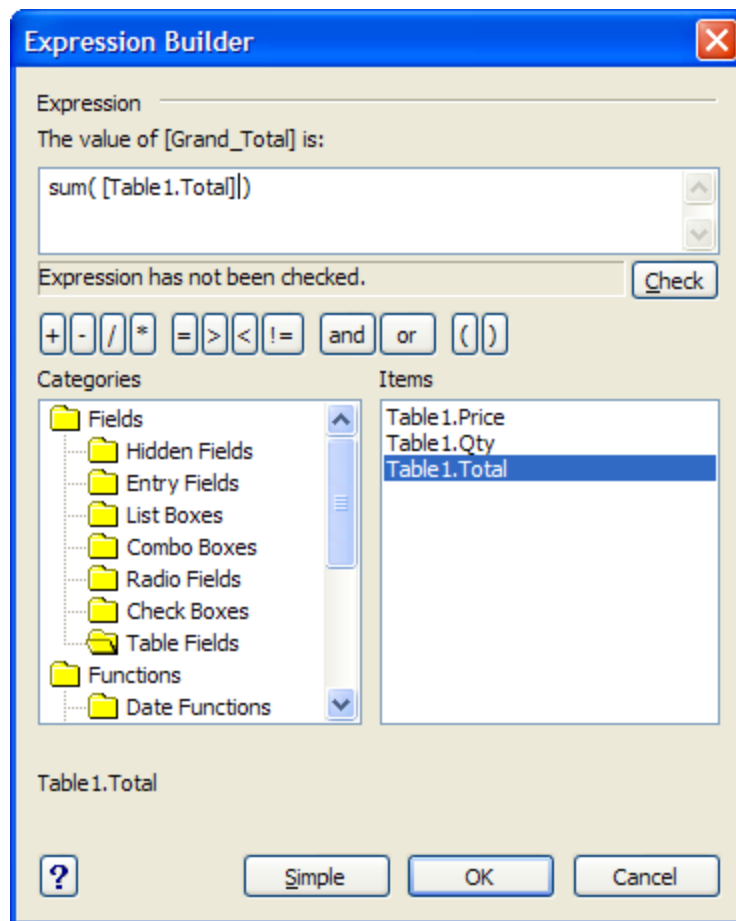 Expression Builder
Expression
The value of [Grand_Total] is:
sum( [Table1.Total] )
Expression has not been checked.
Check
+ - / * = > < != and or ( )
Categories
Items
Fields
Hidden Fields
Entry Fields
List Boxes
Combo Boxes
Radio Fields
Check Boxes
Table Fields
Functions
Date Functions
Table1.Price
Table1.Qty
Table1.Total
Table1.Total
?
Simple
OK
Cancel